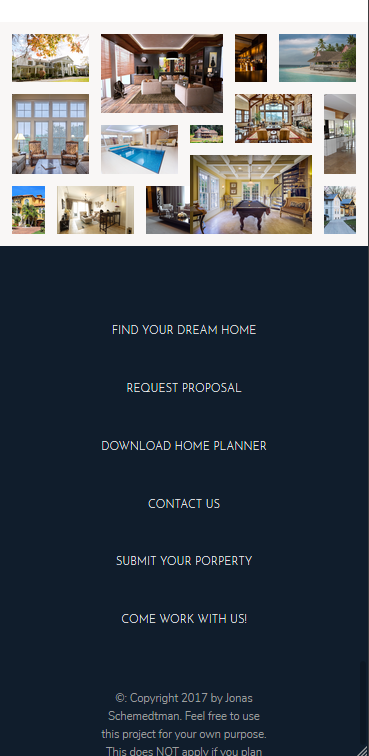 FIND YOUR DREAM HOME
REQUEST PROPOSAL
DOWNLOAD HOME PLANNER
CONTACT US
SUBMIT YOUR PORPERTY
COME WORK WITH US!
©: Copyright 2017 by Jonas
Schemedtman. Feel free to use
this project for your own purpose.
This does NOT apply if you plan